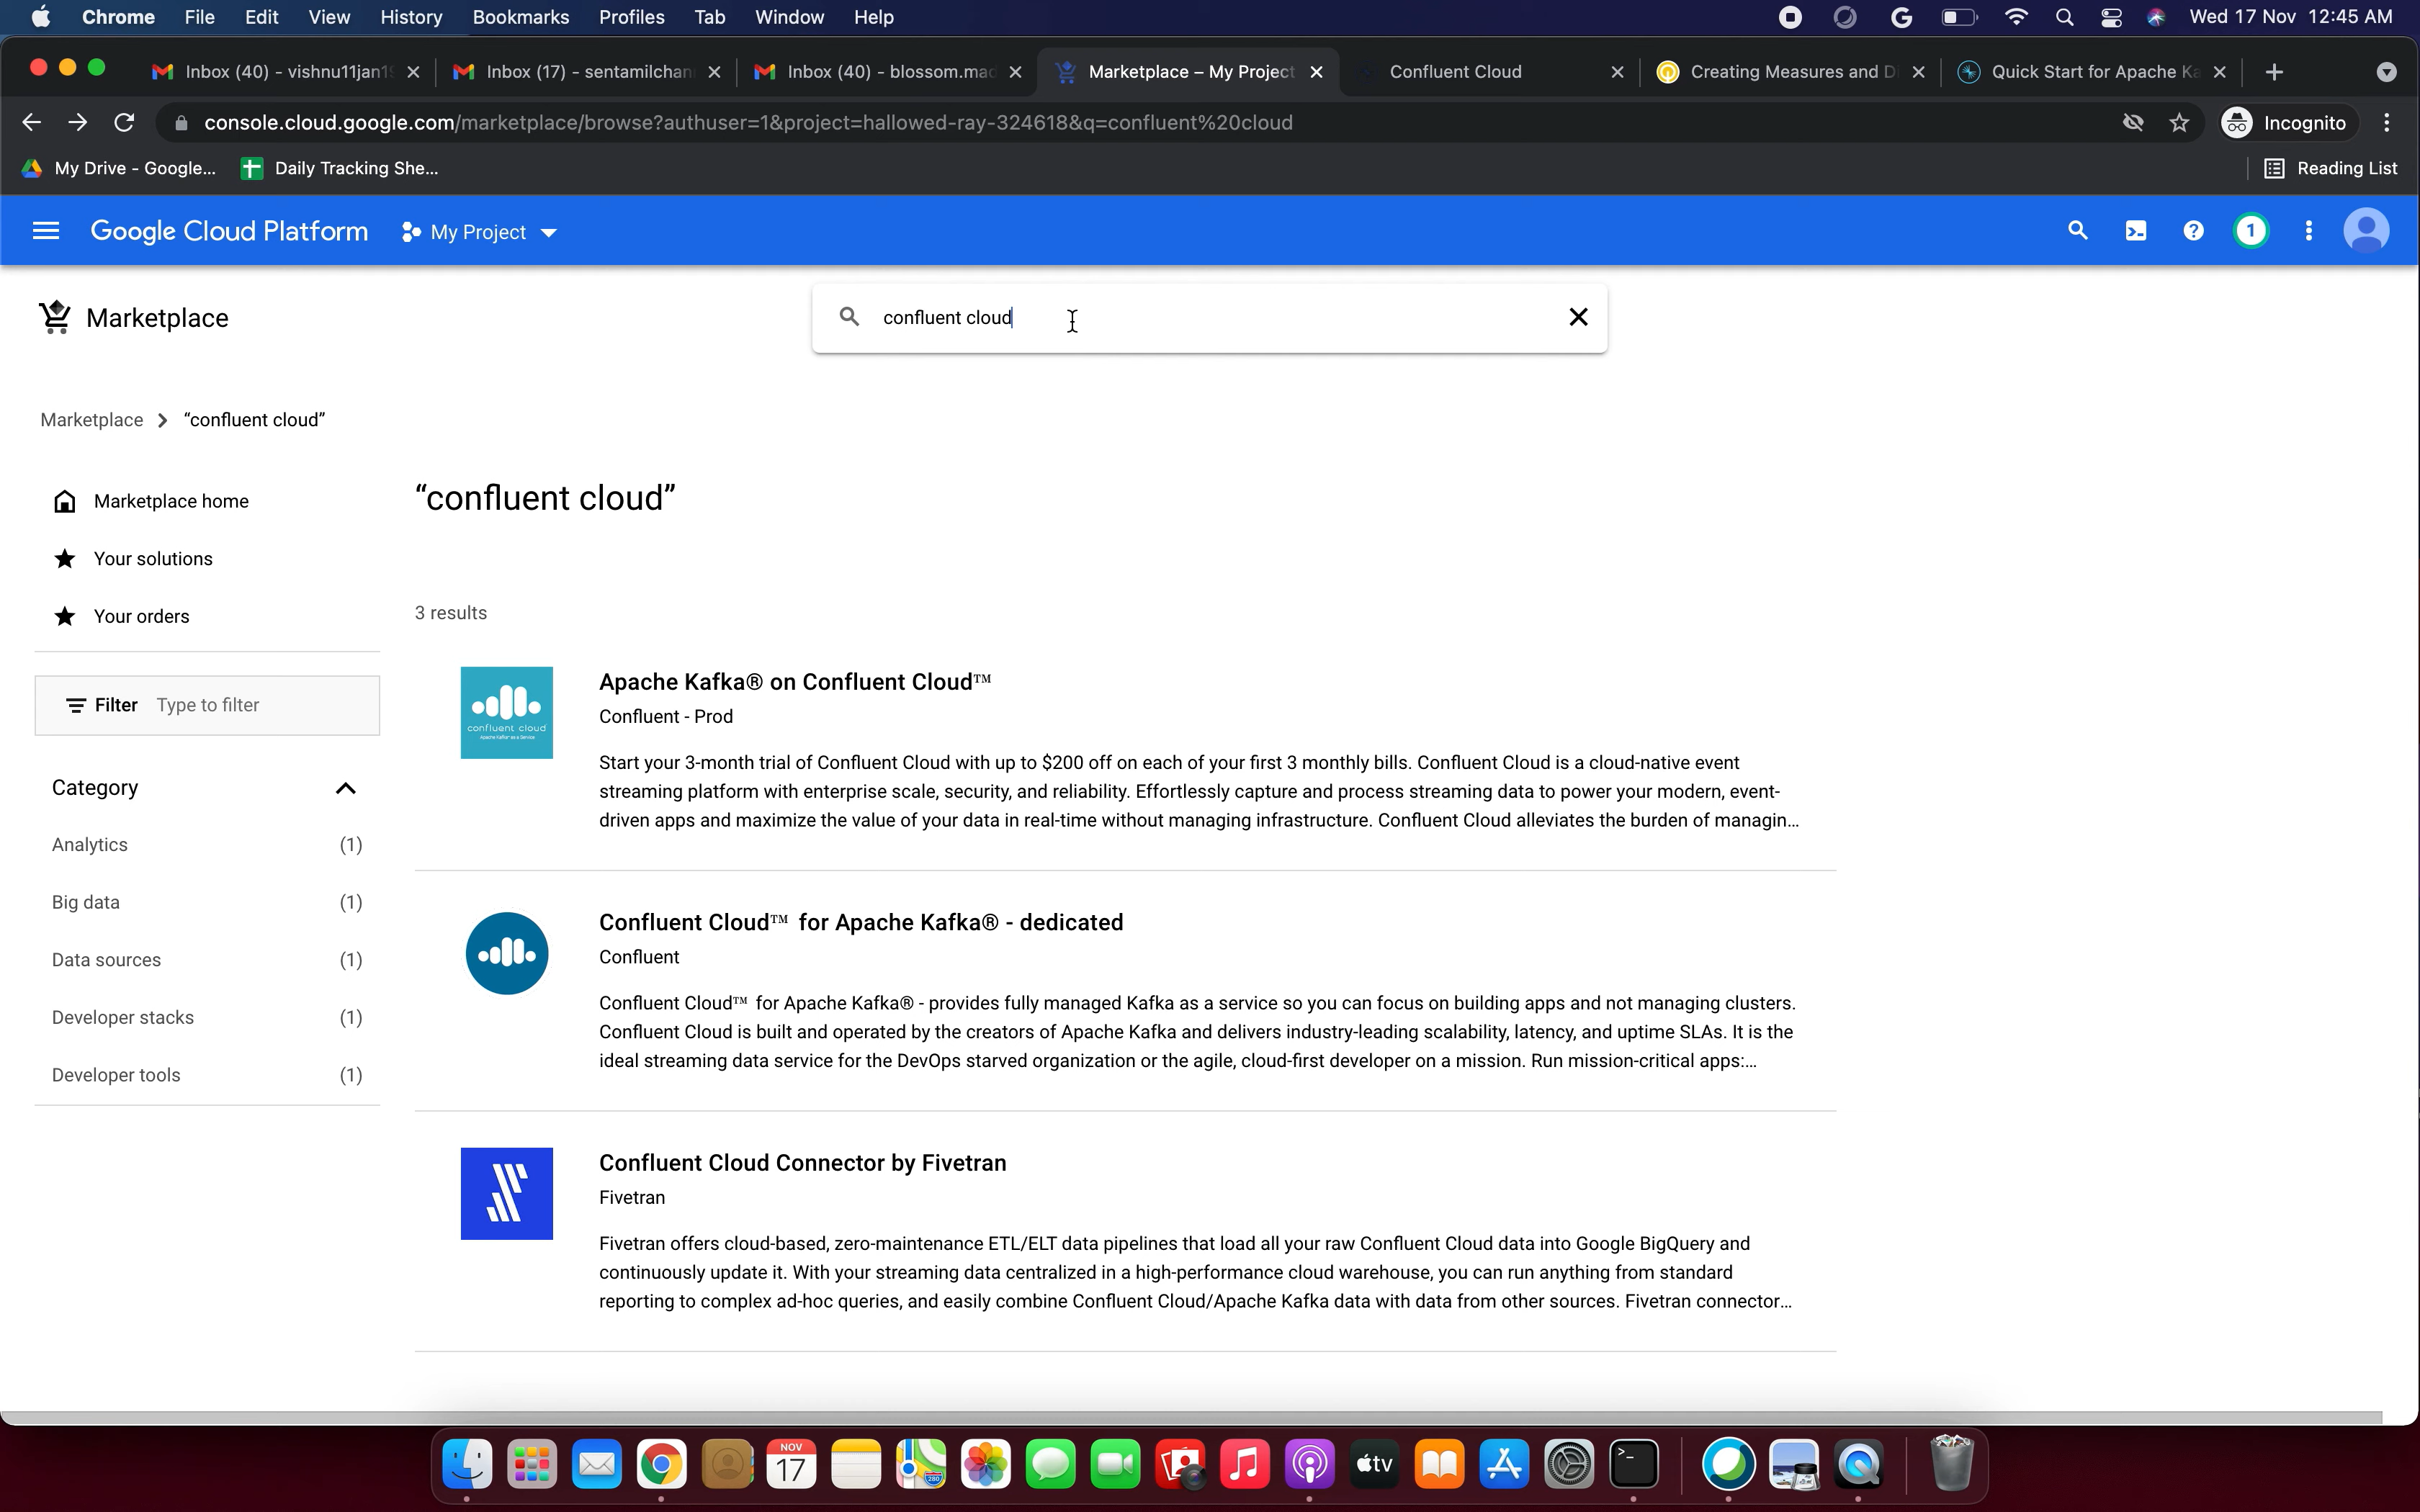 Chrome File Edit View History Bookmarks Profiles Tab Window Help Wed 17 Nov 12:45 AM
Inbox (40) - vishnu11jan19 Inbox (17) - sentamilchan Inbox (40) - blossom.mad Marketplace – My Project Confluent Cloud Creating Measures and Di Quick Start for Apache Ka
console.cloud.google.com/marketplace/browse?authuser=1&project=hallowed-ray-324618&q=confluent%20cloud Incognito
My Drive - Google... Daily Tracking She... Reading List
Google Cloud Platform My Project 1
Marketplace
confluent cloud
Marketplace > “confluent cloud”
Marketplace home
Your solutions
Your orders
Filter Type to filter
Category
Analytics (1)
Big data (1)
Data sources (1)
Developer stacks (1)
Developer tools (1)
“confluent cloud”
3 results
confluent cloud
Apache Kafka® as a Service
Apache Kafka® on Confluent Cloud™
Confluent - Prod
Start your 3-month trial of Confluent Cloud with up to $200 off on each of your first 3 monthly bills. Confluent Cloud is a cloud-native event
streaming platform with enterprise scale, security, and reliability. Effortlessly capture and process streaming data to power your modern, event-
driven apps and maximize the value of your data in real-time without managing infrastructure. Confluent Cloud alleviates the burden of managin...
Confluent Cloud™ for Apache Kafka® - dedicated
Confluent
Confluent Cloud™ for Apache Kafka® - provides fully managed Kafka as a service so you can focus on building apps and not managing clusters.
Confluent Cloud is built and operated by the creators of Apache Kafka and delivers industry-leading scalability, latency, and uptime SLAs. It is the
ideal streaming data service for the DevOps starved organization or the agile, cloud-first developer on a mission. Run mission-critical apps:...
Confluent Cloud Connector by Fivetran
Fivetran
Fivetran offers cloud-based, zero-maintenance ETL/ELT data pipelines that load all your raw Confluent Cloud data into Google BigQuery and
continuously update it. With your streaming data centralized in a high-performance cloud warehouse, you can run anything from standard
reporting to complex ad-hoc queries, and easily combine Confluent Cloud/Apache Kafka data with data from other sources. Fivetran connector...
NOV
17
280
tv